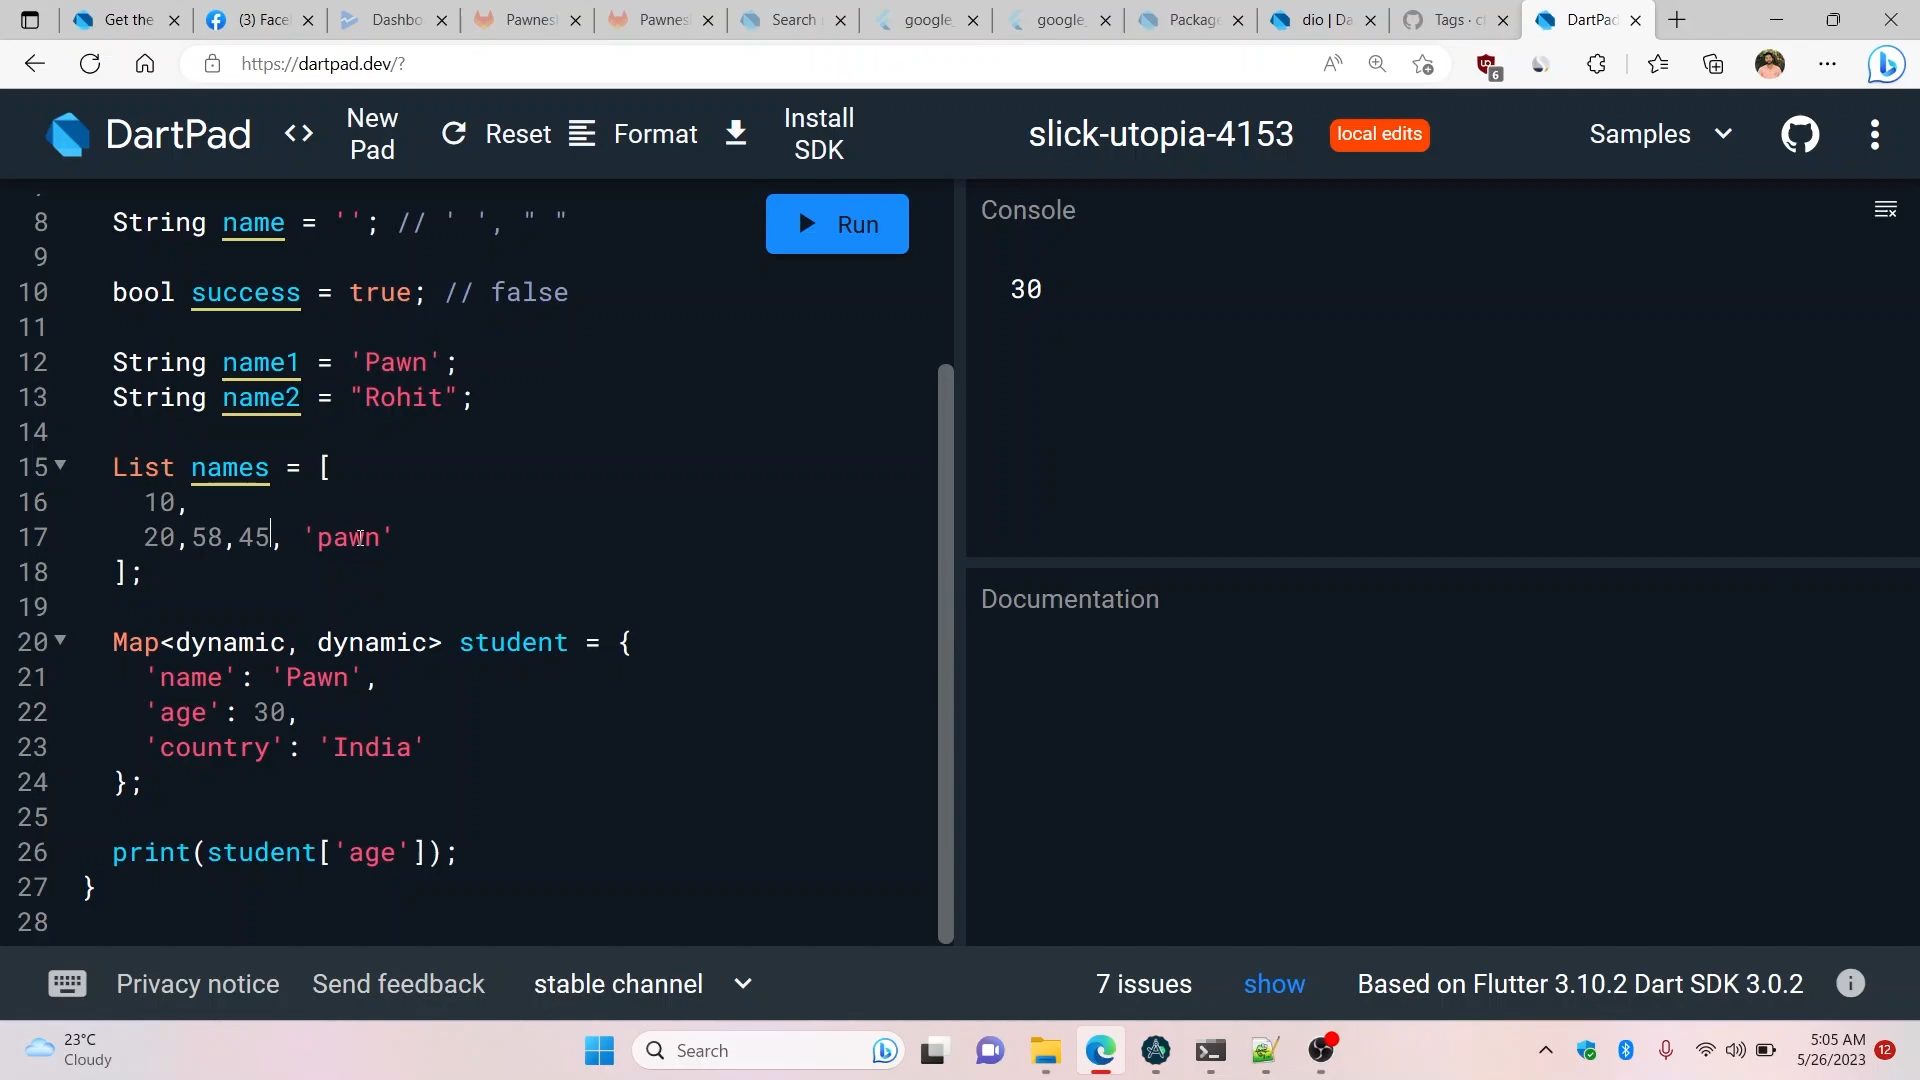 Get the
(3) Face
Dashbo
Pawnes
Pawnes
Search
google_
google_
Package
dio | Da
Tags · c
DartPad
https://dartpad.dev/?
6
DartPad
<> New Pad
Reset
Format
Install SDK
slick-utopia-4153
local edits
Samples
8 String name = ''; // ' ', " "
Run
9
10 bool success = true; // false
11
12 String name1 = 'Pawn';
13 String name2 = "Rohit";
14
15 List names = [
16 10,
17 20,58,45, 'pawn'
18 ];
19
20 Map<dynamic, dynamic> student = {
21 'name': 'Pawn',
22 'age': 30,
23 'country': 'India'
24 };
25
26 print(student['age']);
27 }
28
Console
30
Documentation
Privacy notice
Send feedback
stable channel
7 issues
show
Based on Flutter 3.10.2 Dart SDK 3.0.2
23°C
Cloudy
Search
5:05 AM
5/26/2023
12